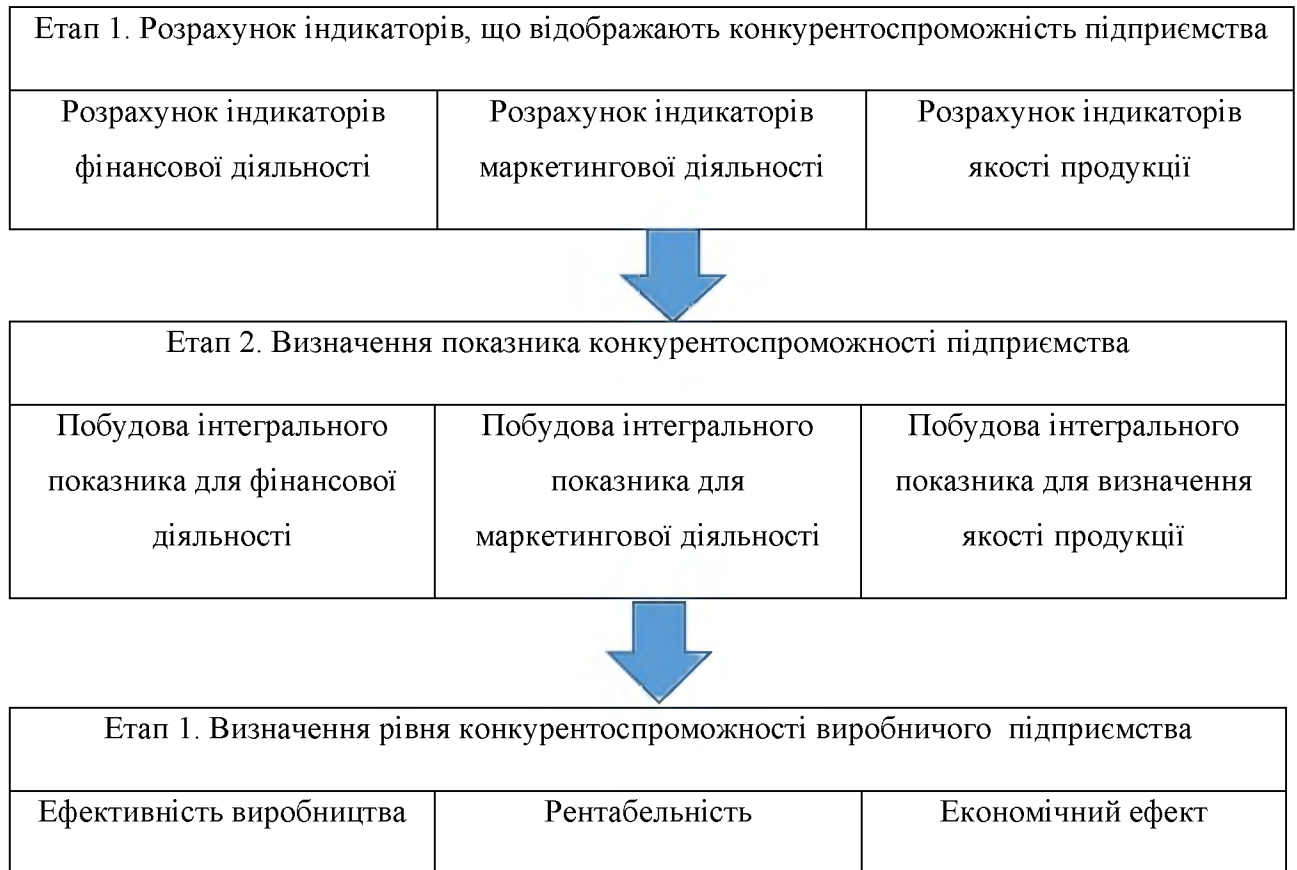 Етап 1. Розрахунок індикаторів, що відображають конкурентоспроможність підприємства
Розрахунок індикаторів
фінансової діяльності
Розрахунок індикаторів
маркетингової діяльності
Розрахунок індикаторів
якості продукції
Етап 2. Визначення показника конкурентоспроможності підприємства
Побудова інтегрального
показника для фінансової
діяльності
Побудова інтегрального
показника для
маркетингової діяльності
Побудова інтегрального
показника для визначення
якості продукції
Етап 1. Визначення рівня конкурентоспроможності виробничого підприємства
Ефективність виробництва
Рентабельність
Економічний ефект